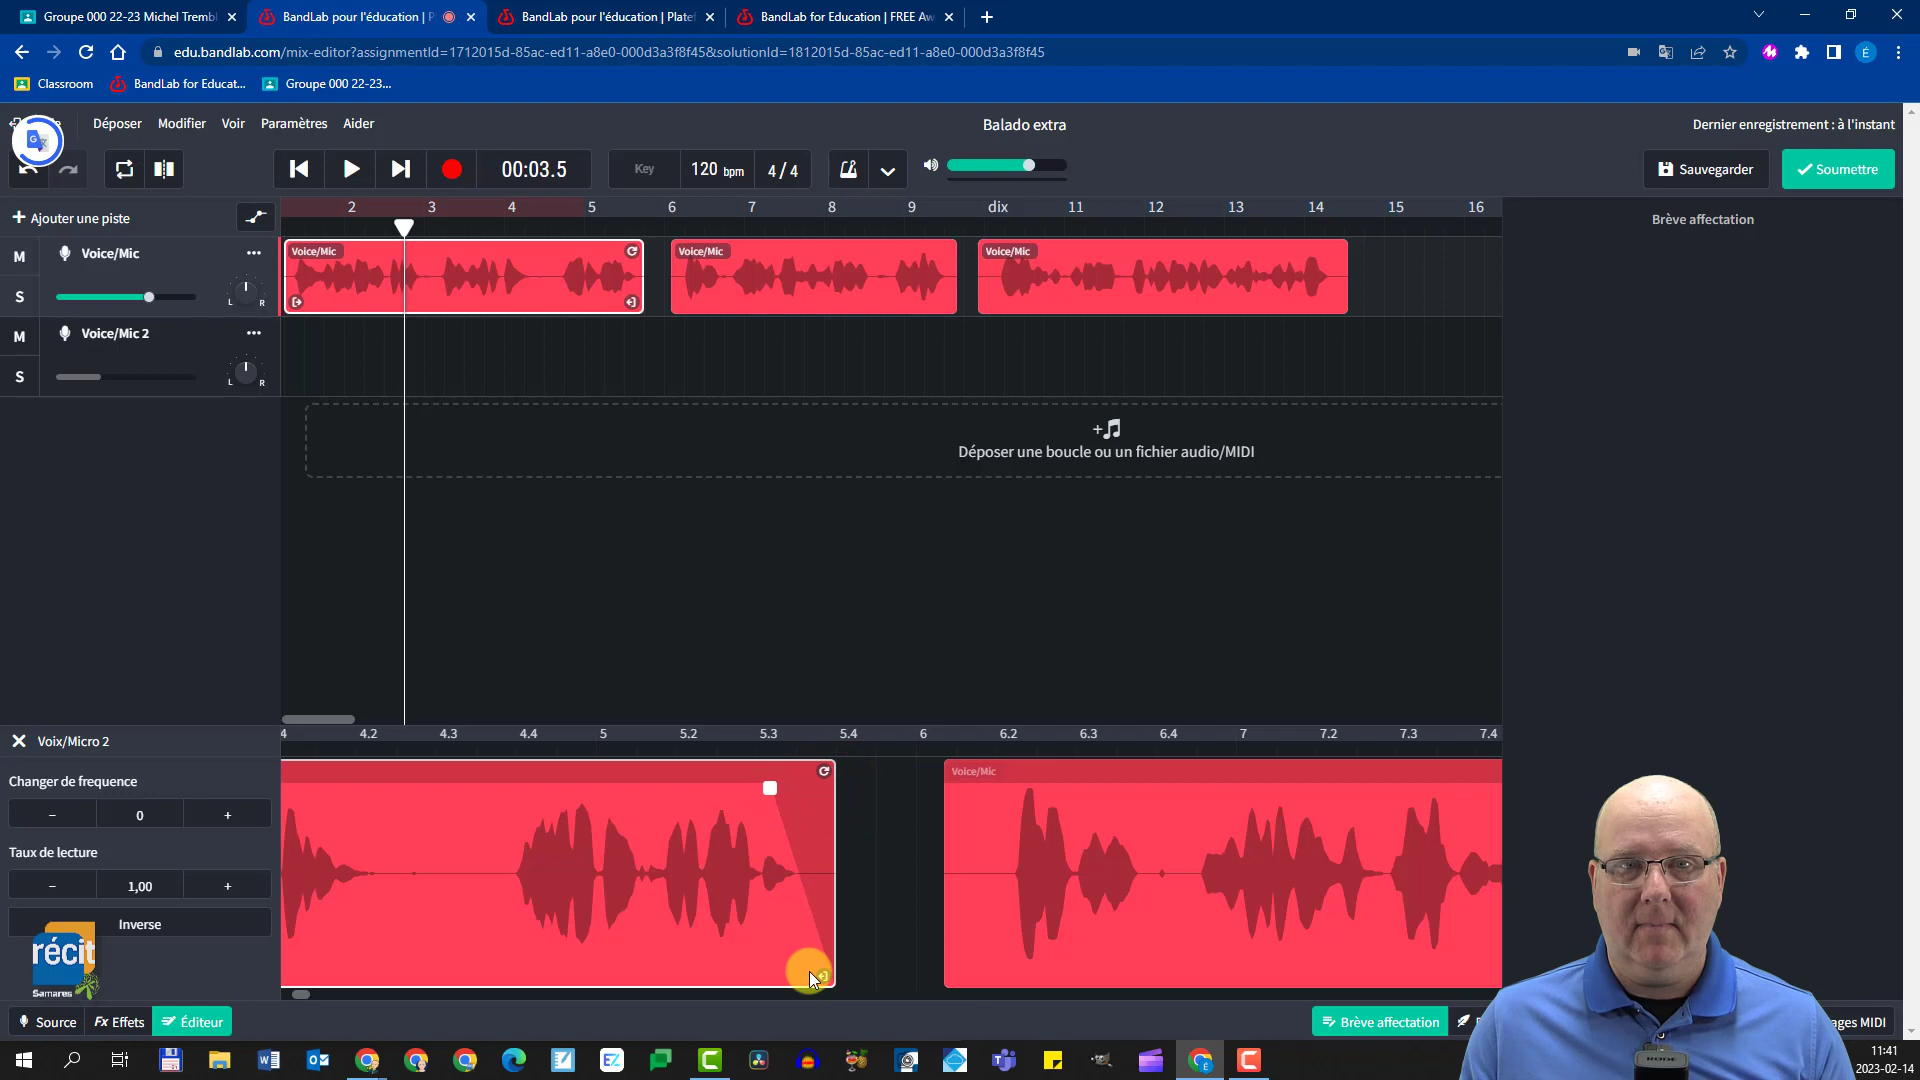 Groupe 000 22-23 Michel Trembl
BandLab pour l'éducation | P
BandLab pour l'éducation | Platef
BandLab for Education | FREE Aw
edu.bandlab.com/mix-editor?assignmentId=1712015d-85ac-ed11-a8e0-000d3a3f8f45&solutionId=1812015d-85ac-ed11-a8e0-000d3a3f8f45
Classroom
BandLab for Educat...
Groupe 000 22-23...
Déposer
Modifier
Voir
Paramètres
Aider
Balado extra
Dernier enregistrement : à l'instant
00:03.5
Key
120 bpm
4 / 4
Sauvegarder
Soumettre
Ajouter une piste
2 3 4 5 6 7 8 9 dix 11 12 13 14 15 16
Brève affectation
M
Voice/Mic
S
L R
Voice/Mic
Voice/Mic
Voice/Mic
M
Voice/Mic 2
S
L R
Déposer une boucle ou un fichier audio/MIDI
Voix/Micro 2
4 4.2 4.3 4.4 5 5.2 5.3 5.4 6 6.2 6.3 6.4 7 7.2 7.3 7.4
Changer de frequence
− 0 +
Taux de lecture
− 1,00 +
Inverse
Voice/Mic
récit
Samares
Source
Fx Effets
Éditeur
Brève affectation
ages MIDI
RODE
11:41
2023-02-14